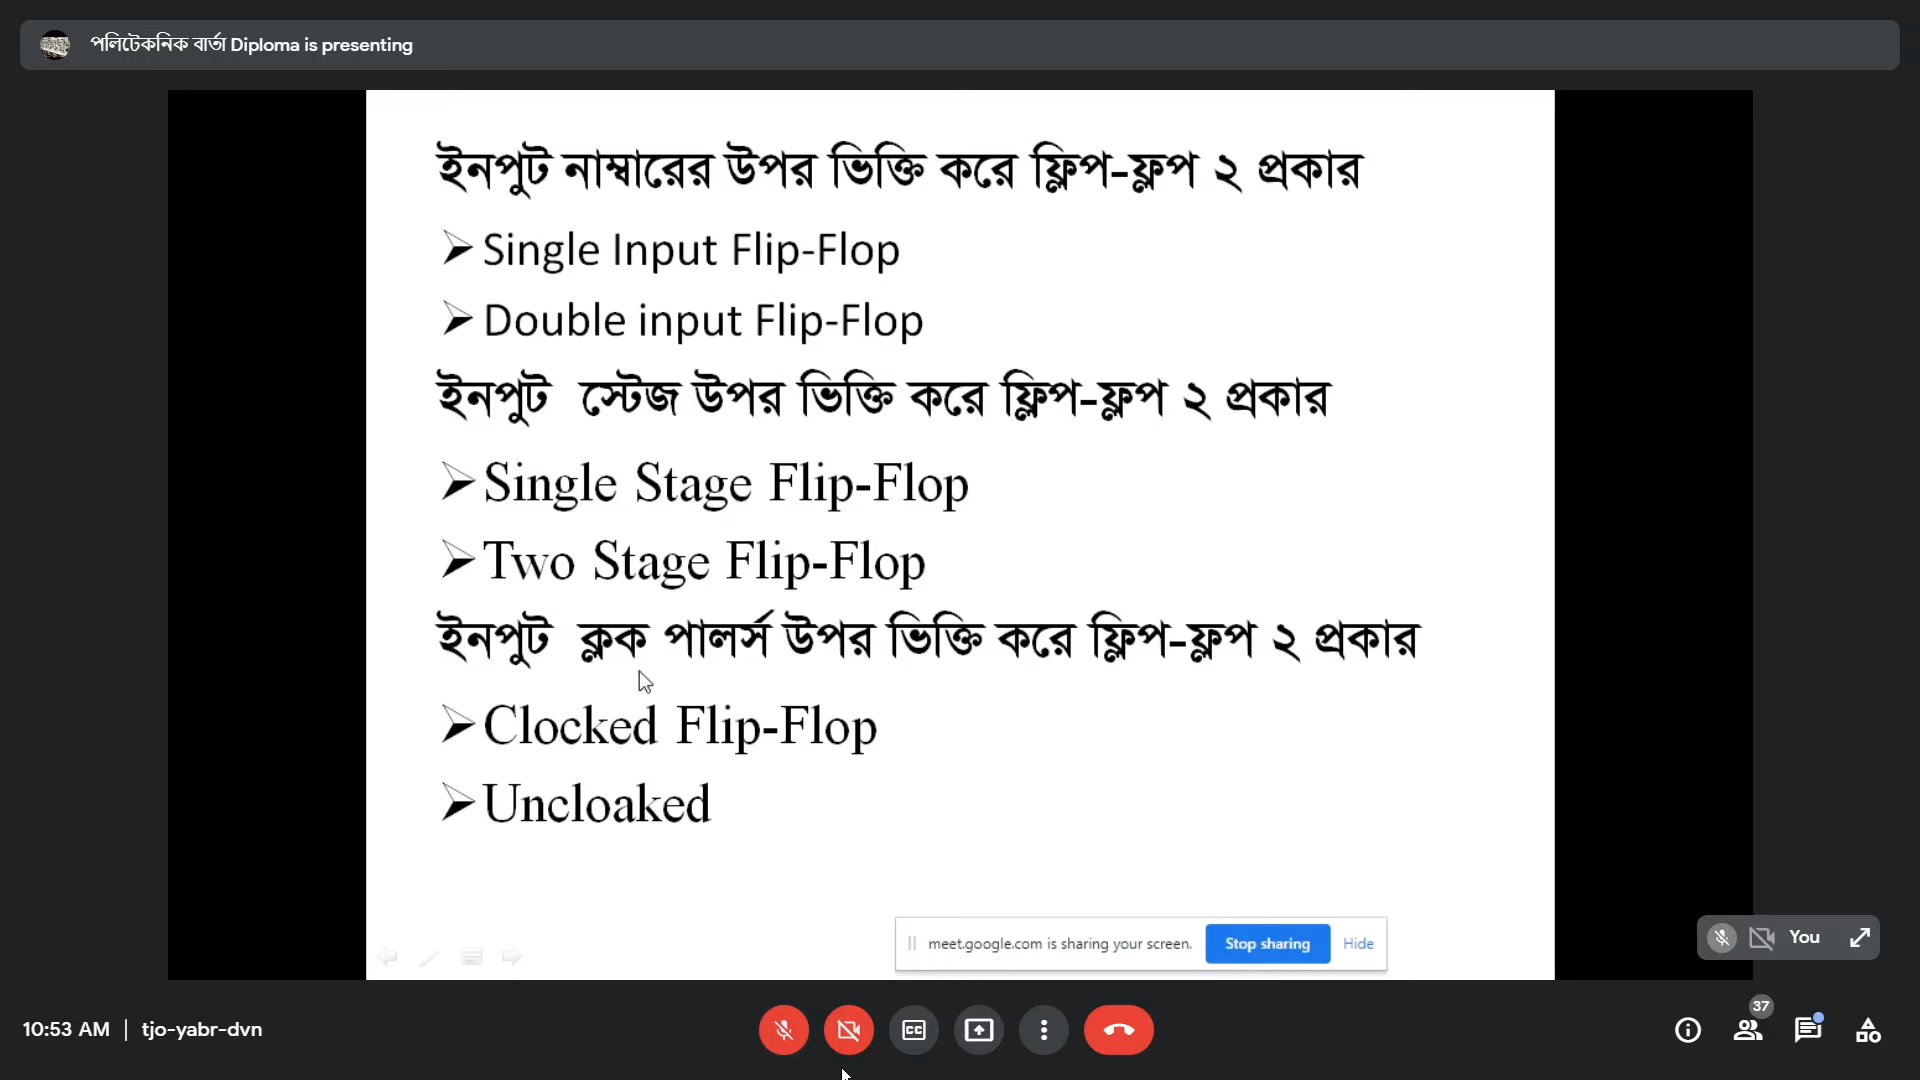 পলিটেকনিক বার্তা Diploma is presenting
ইনপুট নাম্বারের উপর ভিক্তি করে ফ্লিপ-ফ্লপ ২ প্রকার
Single Input Flip-Flop
Double input Flip-Flop
ইনপুট স্টেজ উপর ভিক্তি করে ফ্লিপ-ফ্লপ ২ প্রকার
Single Stage Flip-Flop
Two Stage Flip-Flop
ইনপুট ক্লক পালর্স উপর ভিক্তি করে ফ্লিপ-ফ্লপ ২ প্রকার
Clocked Flip-Flop
Uncloaked
meet.google.com is sharing your screen. Stop sharing Hide
You
10:53 AM | tjo-yabr-dvn
CC
37